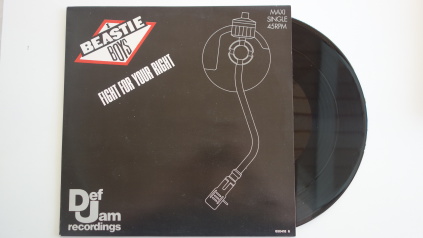 BEASTIE
BOYS
FIGHT FOR YOUR RIGHT
MAXI
SINGLE
45RPM
Def
Jam
recordings